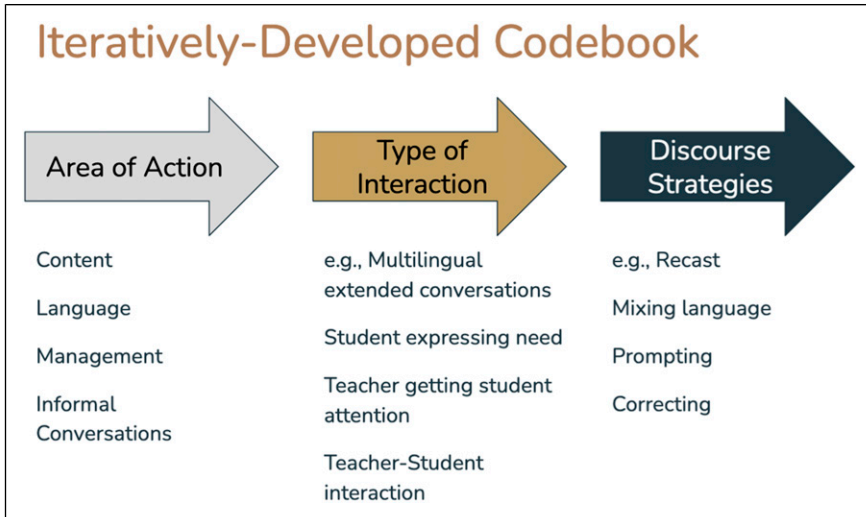 Iteratively-Developed Codebook
Area of Action
Type of
Interaction
Discourse
Strategies
Content
Language
Management
Informal
Conversations
e.g., Multilingual
extended conversations
Student expressing need
Teacher getting student
attention
Teacher-Student
interaction
e.g., Recast
Mixing language
Prompting
Correcting